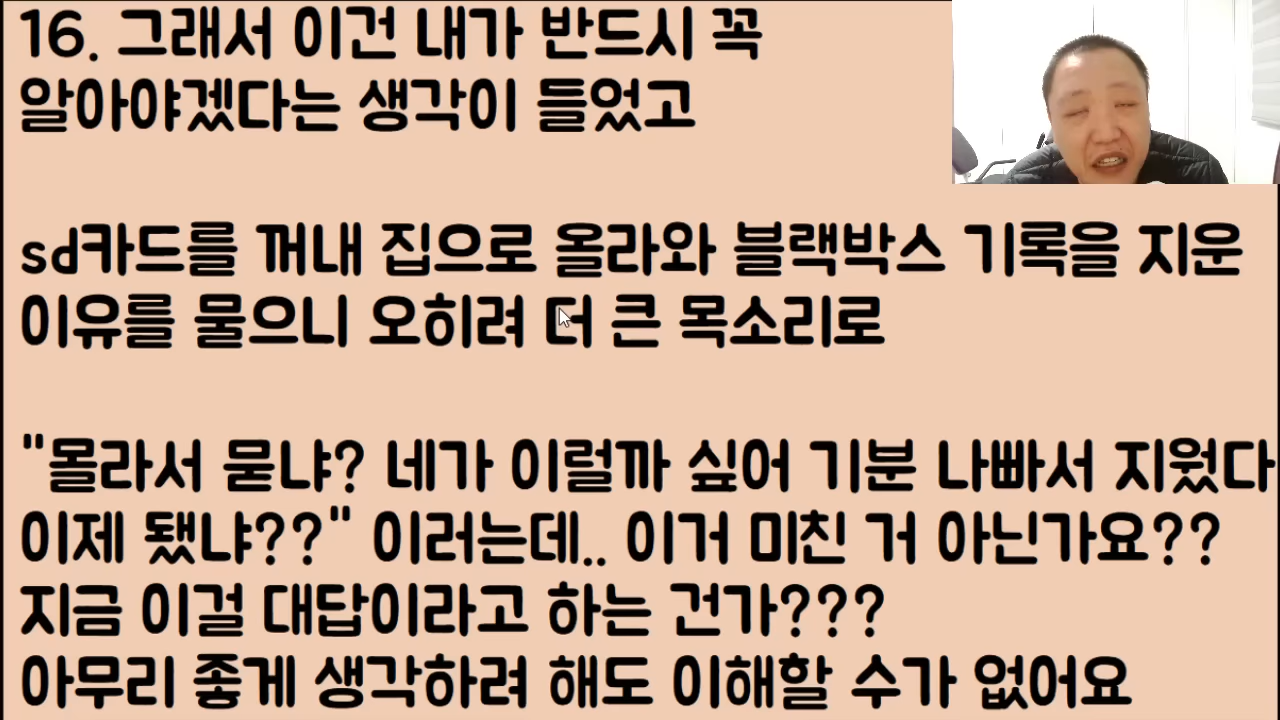 16. 그래서 이건 내가 반드시 꼭
알아야겠다는 생각이 들었고
sd카드를 꺼내 집으로 올라와 블랙박스 기록을 지운
이유를 물으니 오히려 더 큰 목소리로
"몰라서 묻냐? 네가 이럴까 싶어 기분 나빠서 지웠다
이제 됐냐??" 이러는데.. 이거 미친 거 아닌가요??
지금 이걸 대답이라고 하는 건가???
아무리 좋게 생각하려 해도 이해할 수가 없어요